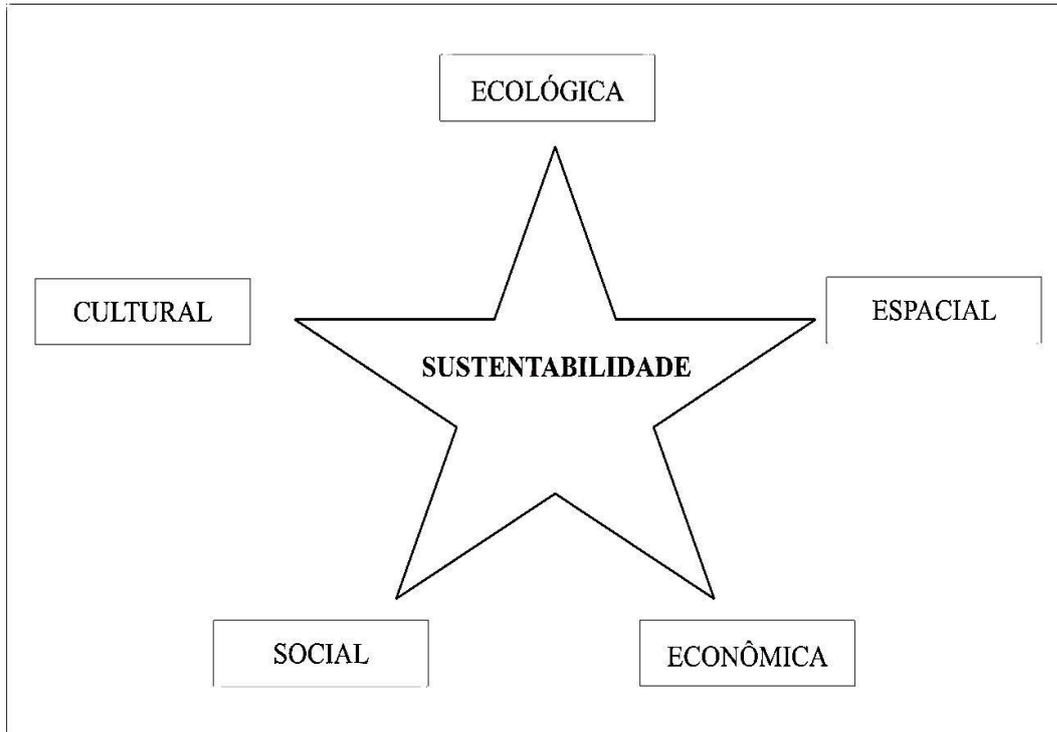 ECOLÓGICA
CULTURAL
ESPACIAL
SUSTENTABILIDADE
SOCIAL
ECONÔMICA